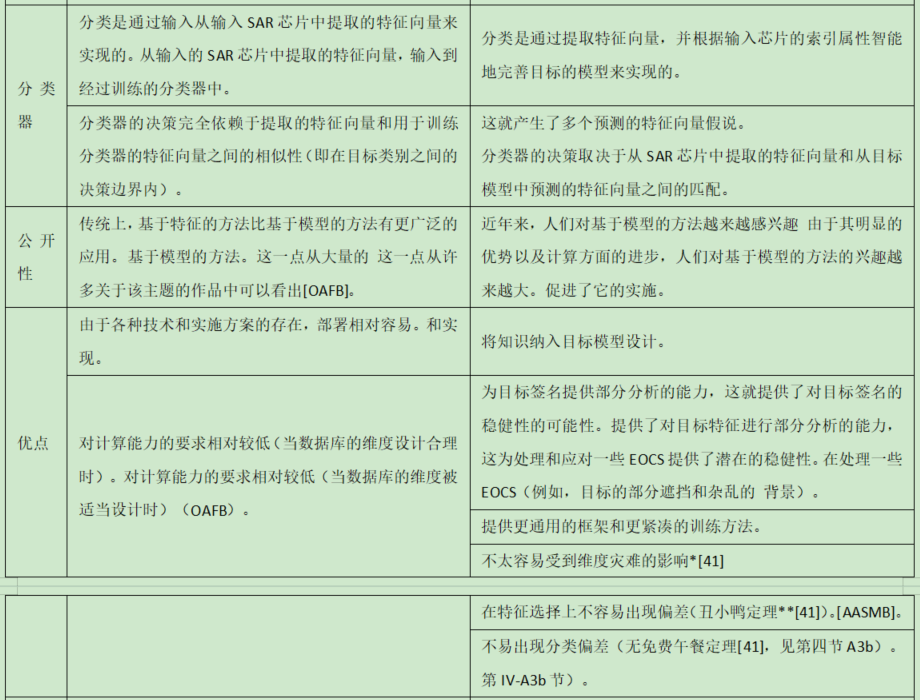 分类器
分类是通过输入从输入 SAR 芯片中提取的特征向量来
实现的。从输入的 SAR 芯片中提取的特征向量，输入到
经过训练的分类器中。
分类是通过提取特征向量，并根据输入芯片的索引属性智能
地完善目标的模型来实现的。
分类器的决策完全依赖于提取的特征向量和用于训练
分类器的特征向量之间的相似性（即在目标类别之间的
决策边界内）。
这就产生了多个预测的特征向量假说。
分类器的决策取决于从 SAR 芯片中提取的特征向量和从目标
模型中预测的特征向量之间的匹配。
公开性
传统上，基于特征的方法比基于模型的方法有更广泛的
应用。基于模型的方法。这一点从大量的 这一点从许
多关于该主题的作品中可以看出[OAFB]。
近年来，人们对基于模型的方法越来越感兴趣 由于其明显的
优势以及计算方面的进步，人们对基于模型的方法的兴趣越
来越大。促进了它的实施。
优点
由于各种技术和实施方案的存在，部署相对容易。和实
现。
将知识纳入目标模型设计。
对计算能力的要求相对较低（当数据库的维度设计合理
时）。对计算能力的要求相对较低（当数据库的维度被
适当设计时）（OAFB）。
为目标签名提供部分分析的能力，这就提供了对目标签名的
稳健性的可能性。提供了对目标特征进行部分分析的能力，
这为处理和应对一些 EOCS 提供了潜在的稳健性。在处理一些
EOCS（例如，目标的部分遮挡和杂乱的 背景）。
提供更通用的框架和更紧凑的训练方法。
不太容易受到维度灾难的影响*[41]
在特征选择上不容易出现偏差（丑小鸭定理**[41]）。[AASMB]。
不易出现分类偏差（无免费午餐定理[41]，见第四节 A3b）。
第 IV-A3b 节）。